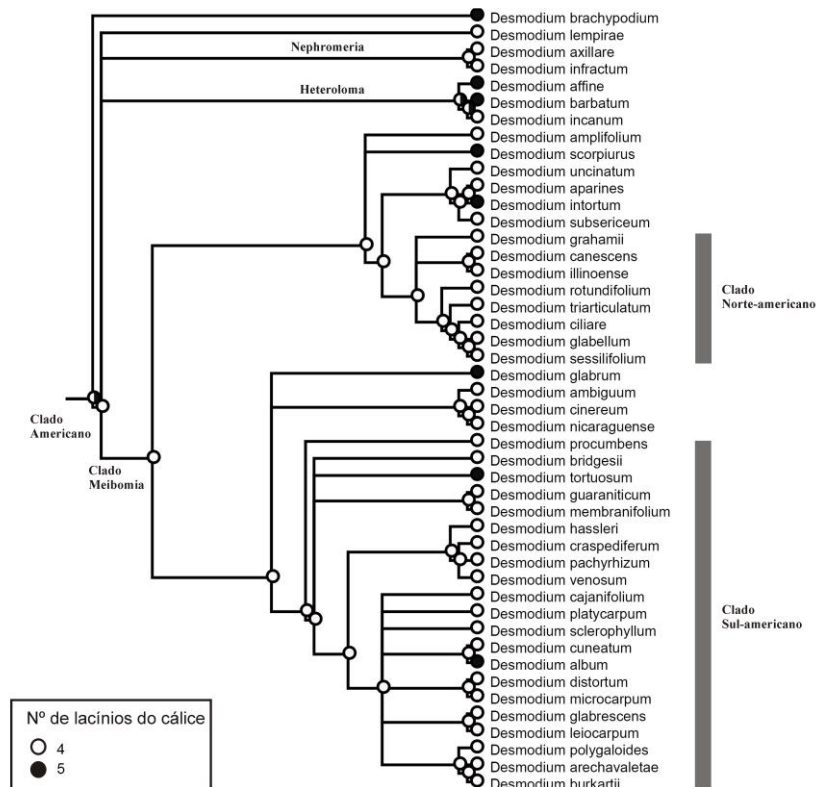 Desmodium brachypodium
Desmodium lempirae
Nephromeria
Desmodium axillare
Desmodium infractum
Heteroloma
Desmodium affine
Desmodium barbatum
Desmodium incanum
Desmodium amplifolium
Desmodium scorpiurus
Desmodium uncinatum
Desmodium aparines
Desmodium intortum
Desmodium subsericeum
Desmodium grahamii
Desmodium canescens
Desmodium illinoense
Desmodium rotundifolium
Desmodium triarticulatum
Desmodium ciliare
Desmodium glabellum
Desmodium sessilifolium
Clado
Norte-americano
Desmodium glabrum
Desmodium ambiguum
Desmodium cinereum
Desmodium nicaraguense
Clado
Americano
Clado
Meibomia
Desmodium procumbens
Desmodium bridgesii
Desmodium tortuosum
Desmodium guaraniticum
Desmodium membranifolium
Desmodium hassleri
Desmodium craspediferum
Desmodium pachyrhizum
Desmodium venosum
Desmodium cajanifolium
Desmodium platycarpum
Desmodium sclerophyllum
Desmodium cuneatum
Desmodium album
Desmodium distortum
Desmodium microcarpum
Desmodium glabrescens
Desmodium leiocarpum
Desmodium polygaloides
Desmodium arechavaletae
Desmodium burkartii
Clado
Sul-americano
Nº de lacínios do cálice
4
5